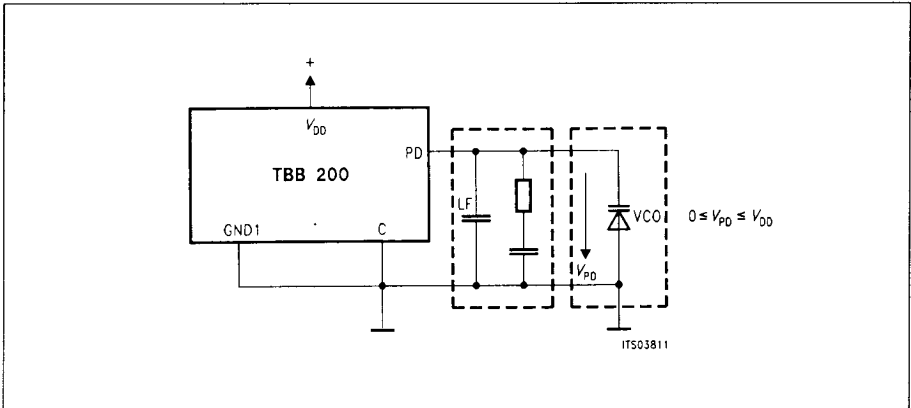 +
V_DD
PD
TBB 200
LF
VCO
0 ≤ V_PD ≤ V_DD
GND1
C
V_PD
ITS03811